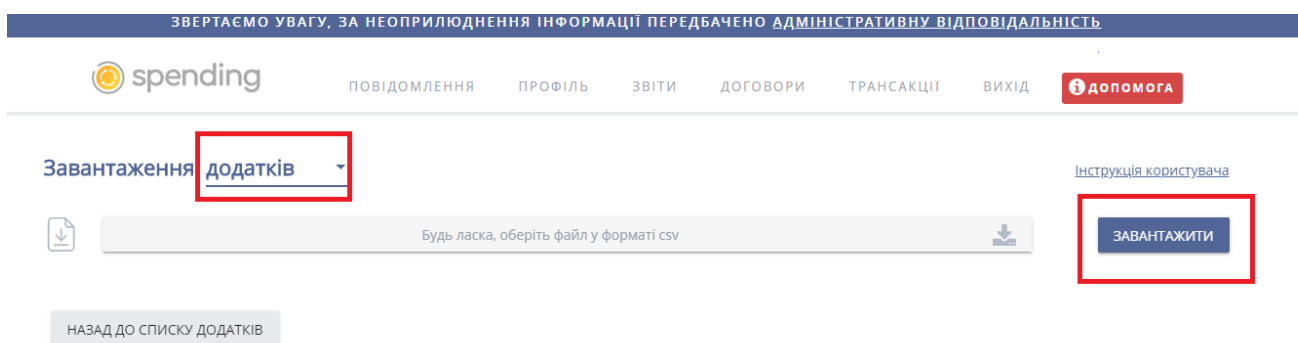 ЗВЕРТАЄМО УВАГУ, ЗА НЕОПРИЛЮДНЕННЯ ІНФОРМАЦІЇ ПЕРЕДБАЧЕНО АДМІНІСТРАТИВНУ ВІДПОВІДАЛЬНІСТЬ
spending ПОВІДОМЛЕННЯ ПРОФІЛЬ ЗВІТИ ДОГОВОРИ ТРАНСАКЦІЇ ВИХІД ДОПОМОГА
Завантаження додатків Інструкція користувача
Будь ласка, оберіть файл у форматі csv ЗАВАНТАЖИТИ
НАЗАД ДО СПИСКУ ДОДАТКІВ